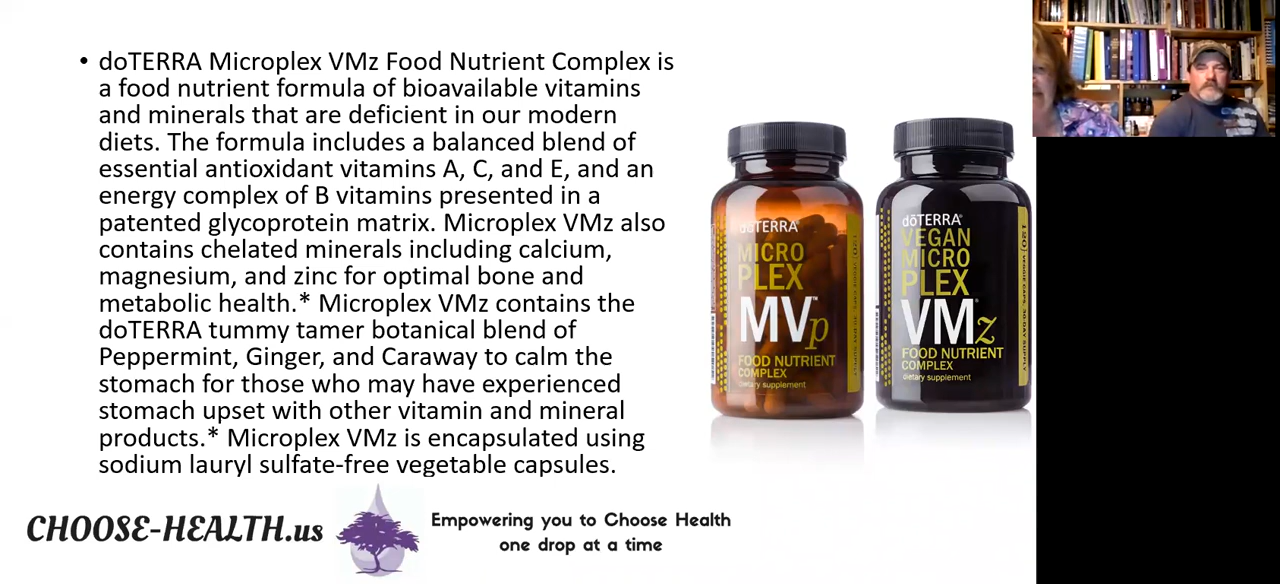 • doTERRA Microplex VMz Food Nutrient Complex is
a food nutrient formula of bioavailable vitamins
and minerals that are deficient in our modern
diets. The formula includes a balanced blend of
essential antioxidant vitamins A, C, and E, and an
energy complex of B vitamins presented in a
patented glycoprotein matrix. Microplex VMz also
contains chelated minerals including calcium,
magnesium, and zinc for optimal bone and
metabolic health.* Microplex VMz contains the
doTERRA tummy tamer botanical blend of
Peppermint, Ginger, and Caraway to calm the
stomach for those who may have experienced
stomach upset with other vitamin and mineral
products.* Microplex VMz is encapsulated using
sodium lauryl sulfate-free vegetable capsules.
dōTERRA®
MICRO
PLEX
MVp™
FOOD NUTRIENT
COMPLEX
dietary supplement
dōTERRA®
VEGAN
MICRO
PLEX
VMz
FOOD NUTRIENT
COMPLEX
dietary supplement
CHOOSE-HEALTH.us
Empowering you to Choose Health
one drop at a time